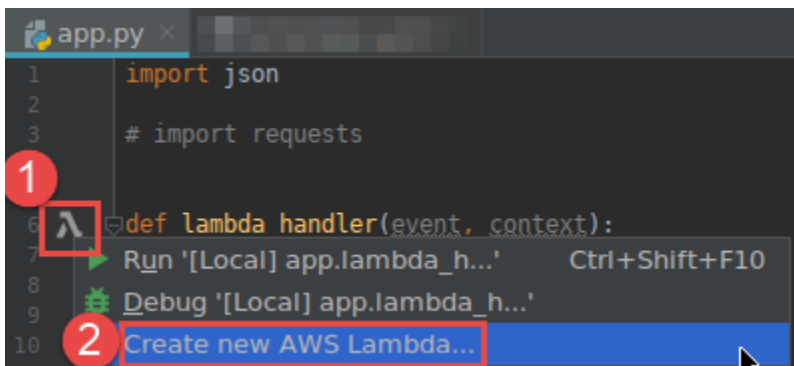 app.py
1 import json
2
3 # import requests
1
6 λ def lambda_handler(event, context):
7 Run '[Local] app.lambda_h...' Ctrl+Shift+F10
8
9 Debug '[Local] app.lambda_h...'
10 2 Create new AWS Lambda...